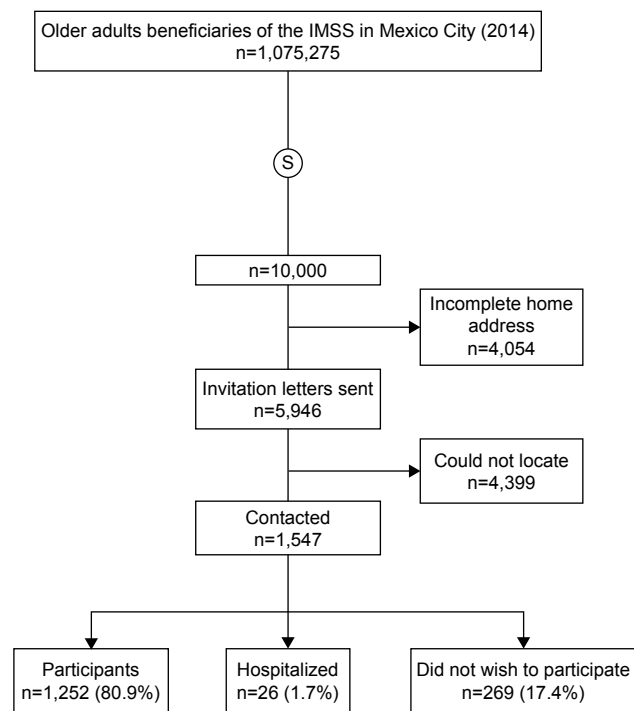 Older adults beneficiaries of the IMSS in Mexico City (2014)
n=1,075,275
S
n=10,000
Incomplete home
address
n=4,054
Invitation letters sent
n=5,946
Could not locate
n=4,399
Contacted
n=1,547
Participants
n=1,252 (80.9%)
Hospitalized
n=26 (1.7%)
Did not wish to participate
n=269 (17.4%)